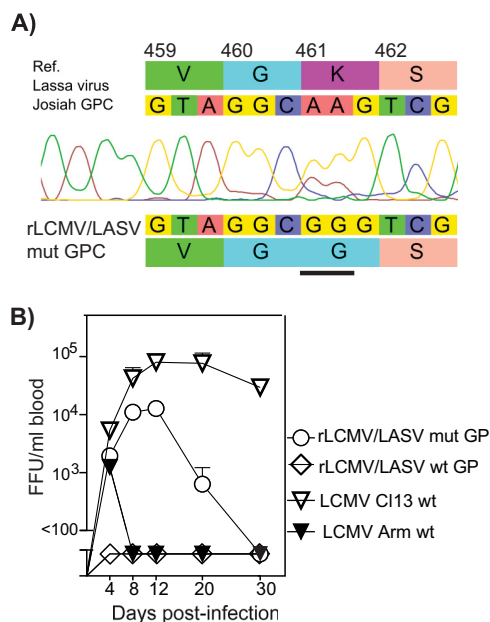 A)
459 460 461 462
Ref.
Lassa virus
Josiah GPC
V G K S
G T A G G C A A G T C G
rLCMV/LASV
mut GPC
G T A G G C G G G T C G
V G G S
B)
FFU/ml blood
10^5
10^4
10^3
<100
4 8 12 20 30
Days post-infection
rLCMV/LASV mut GP
rLCMV/LASV wt GP
LCMV Cl13 wt
LCMV Arm wt